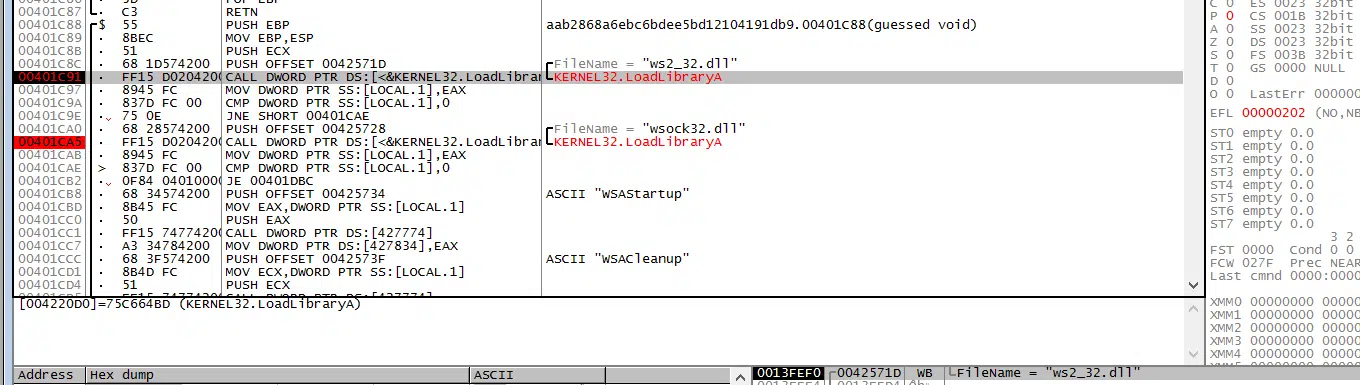 00401C86 · 5D POP EBP
00401C87 · C3 RETN
00401C88 $ 55 PUSH EBP aab2868a6ebc6bdee5bd12104191db9.00401C88(guessed void)
00401C89 · 8BEC MOV EBP,ESP
00401C8B · 51 PUSH ECX
00401C8C · 68 1D574200 PUSH OFFSET 0042571D FileName = "ws2_32.dll"
00401C91 · FF15 D0204200 CALL DWORD PTR DS:[<&KERNEL32.LoadLibrar KERNEL32.LoadLibraryA
00401C97 · 8945 FC MOV DWORD PTR SS:[LOCAL.1],EAX
00401C9A · 837D FC 00 CMP DWORD PTR SS:[LOCAL.1],0
00401C9E · 75 0E JNE SHORT 00401CAE
00401CA0 · 68 28574200 PUSH OFFSET 00425728 FileName = "wsock32.dll"
00401CA5 · FF15 D0204200 CALL DWORD PTR DS:[<&KERNEL32.LoadLibrar KERNEL32.LoadLibraryA
00401CAB · 8945 FC MOV DWORD PTR SS:[LOCAL.1],EAX
00401CAE > 837D FC 00 CMP DWORD PTR SS:[LOCAL.1],0
00401CB2 · 0F84 04010000 JE 00401DBC
00401CB8 · 68 34574200 PUSH OFFSET 00425734 ASCII "WSAStartup"
00401CBD · 8B45 FC MOV EAX,DWORD PTR SS:[LOCAL.1]
00401CC0 · 50 PUSH EAX
00401CC1 · FF15 74774200 CALL DWORD PTR DS:[427774]
00401CC7 · A3 34784200 MOV DWORD PTR DS:[427834],EAX
00401CCC · 68 3F574200 PUSH OFFSET 0042573F ASCII "WSACleanup"
00401CD1 · 8B4D FC MOV ECX,DWORD PTR SS:[LOCAL.1]
00401CD4 · 51 PUSH ECX
[004220D0]=75C664BD (KERNEL32.LoadLibraryA)
C 0 ES 0023 32bit
P 0 CS 001B 32bit
A 0 SS 0023 32bit
Z 0 DS 0023 32bit
S 0 FS 003B 32bit
T 0 GS 0000 NULL
D 0
O 0 LastErr 000000
EFL 00000202 (NO,NB
ST0 empty 0.0
ST1 empty 0.0
ST2 empty 0.0
ST3 empty 0.0
ST4 empty 0.0
ST5 empty 0.0
ST6 empty 0.0
ST7 empty 0.0
3 2
FST 0000 Cond 0 0
FCW 027F Prec NEAR
Last cmnd 0000:0000
XMM0 00000000 00000
XMM1 00000000 00000
XMM2 00000000 00000
XMM3 00000000 00000
XMM4 00000000 00000
Address Hex dump ASCII
0013FEF0 0042571D WB FileName = "ws2_32.dll"